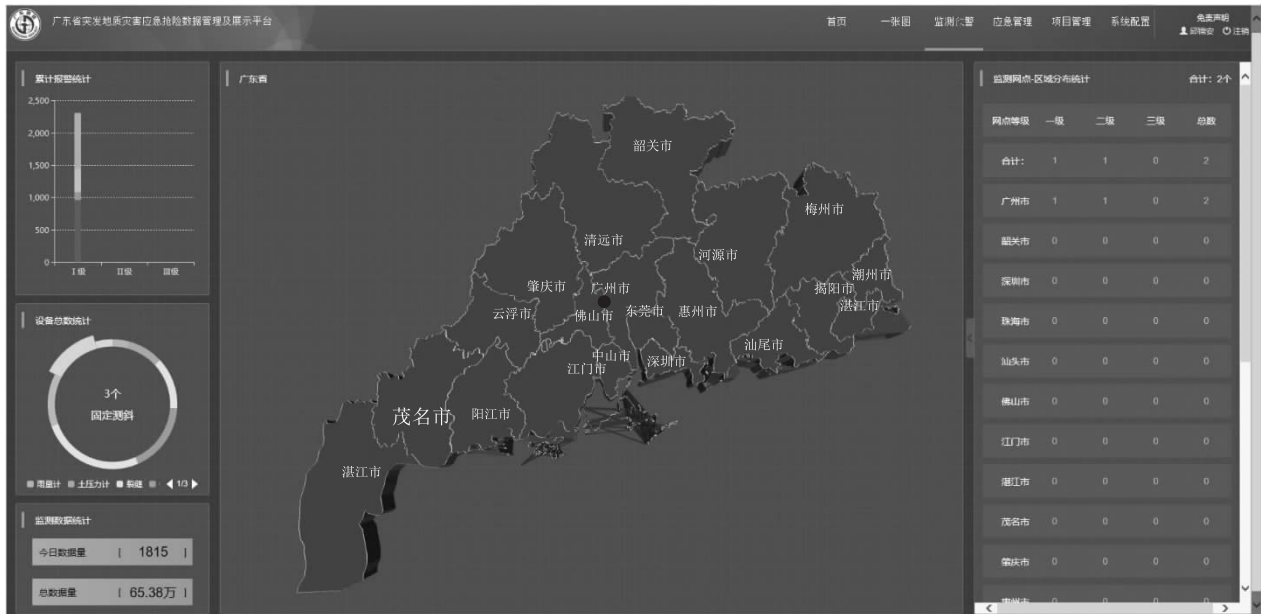 广东省突发地质灾害应急抢险数据管理及展示平台
首页 一张图 监测预警 应急管理 项目管理 系统配置
免责声明
注销
累计报警统计
2,500
2,000
1,500
1,000
500
0
I级 II级 III级
设备总数统计
3个
固定测斜
雨量计 土压力计 裂缝 1/3
监测数据统计
今日数据量 [ 1815 ]
总数据量 [ 65.38万 ]
广东省
韶关市
梅州市
清远市
河源市
潮州市
肇庆市
广州市
揭阳市
湛江市
云浮市
佛山市
东莞市
惠州市
汕尾市
中山市
深圳市
江门市
茂名市
阳江市
湛江市
监测网点-区域分布统计 合计：2个
网点等级 一级 二级 三级 总数
合计： 1 1 0 2
广州市 1 1 0 2
韶关市 0 0 0 0
深圳市 0 0 0 0
珠海市 0 0 0 0
汕头市 0 0 0 0
佛山市 0 0 0 0
江门市 0 0 0 0
湛江市 0 0 0 0
茂名市 0 0 0 0
肇庆市 0 0 0 0
惠州市 0 0 0 0